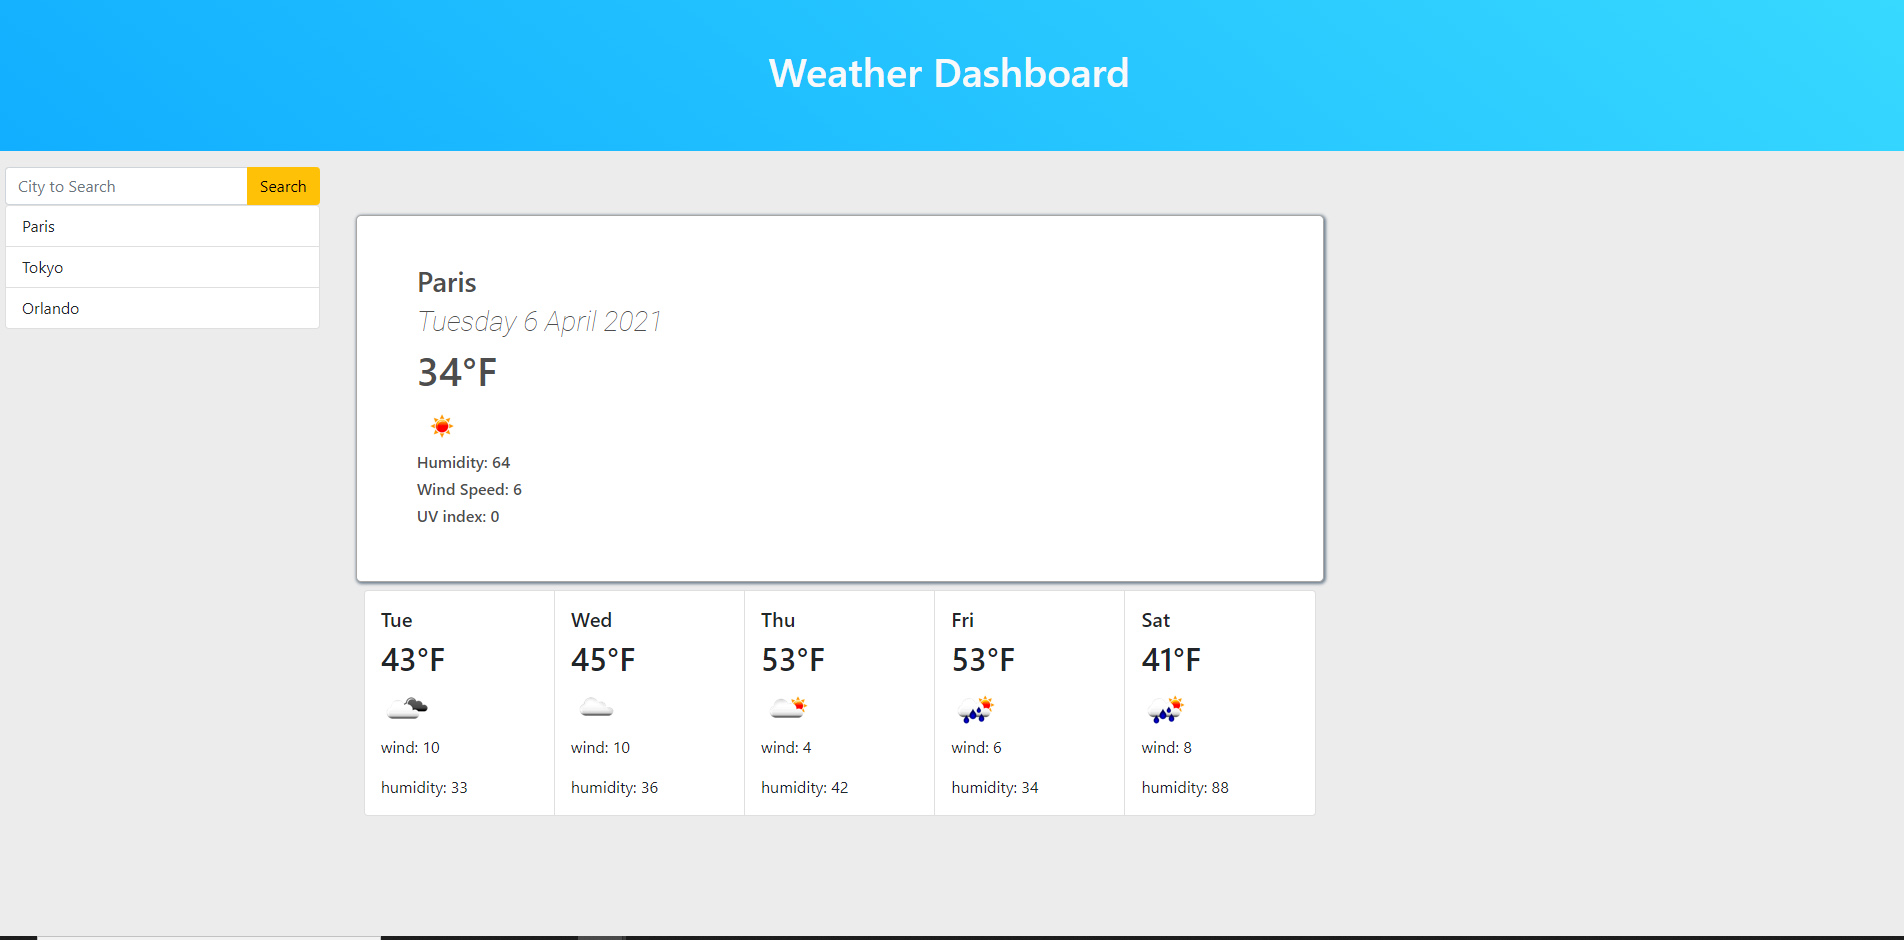 Weather Dashboard
City to Search
Search
Paris
Tokyo
Orlando
Paris
Tuesday 6 April 2021
34°F
Humidity: 64
Wind Speed: 6
UV index: 0
Tue
43°F
wind: 10
humidity: 33
Wed
45°F
wind: 10
humidity: 36
Thu
53°F
wind: 4
humidity: 42
Fri
53°F
wind: 6
humidity: 34
Sat
41°F
wind: 8
humidity: 88